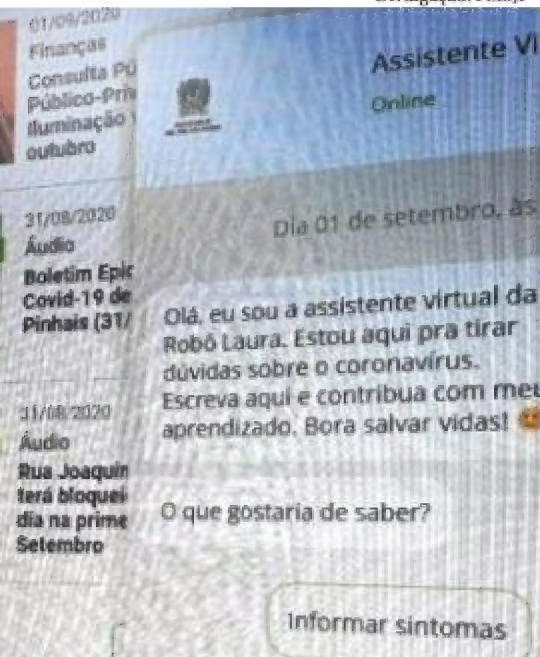 01/09/2020
Finanças
Consulta Pú
Público-Priv
Iluminação
outubro
31/08/2020
Áudio
Boletim Epic
Covid-19 de
Pinhais (31/
31/08/2020
Áudio
Rua Joaquin
terá bloquei
dia na prime
Setembro
Assistente Vi
Online
Dia 01 de setembro, às
Olá, eu sou a assistente virtual da
Robô Laura. Estou aqui pra tirar
dúvidas sobre o coronavírus.
Escreva aqui e contribua com meu
aprendizado. Bora salvar vidas!
O que gostaria de saber?
Informar sintomas